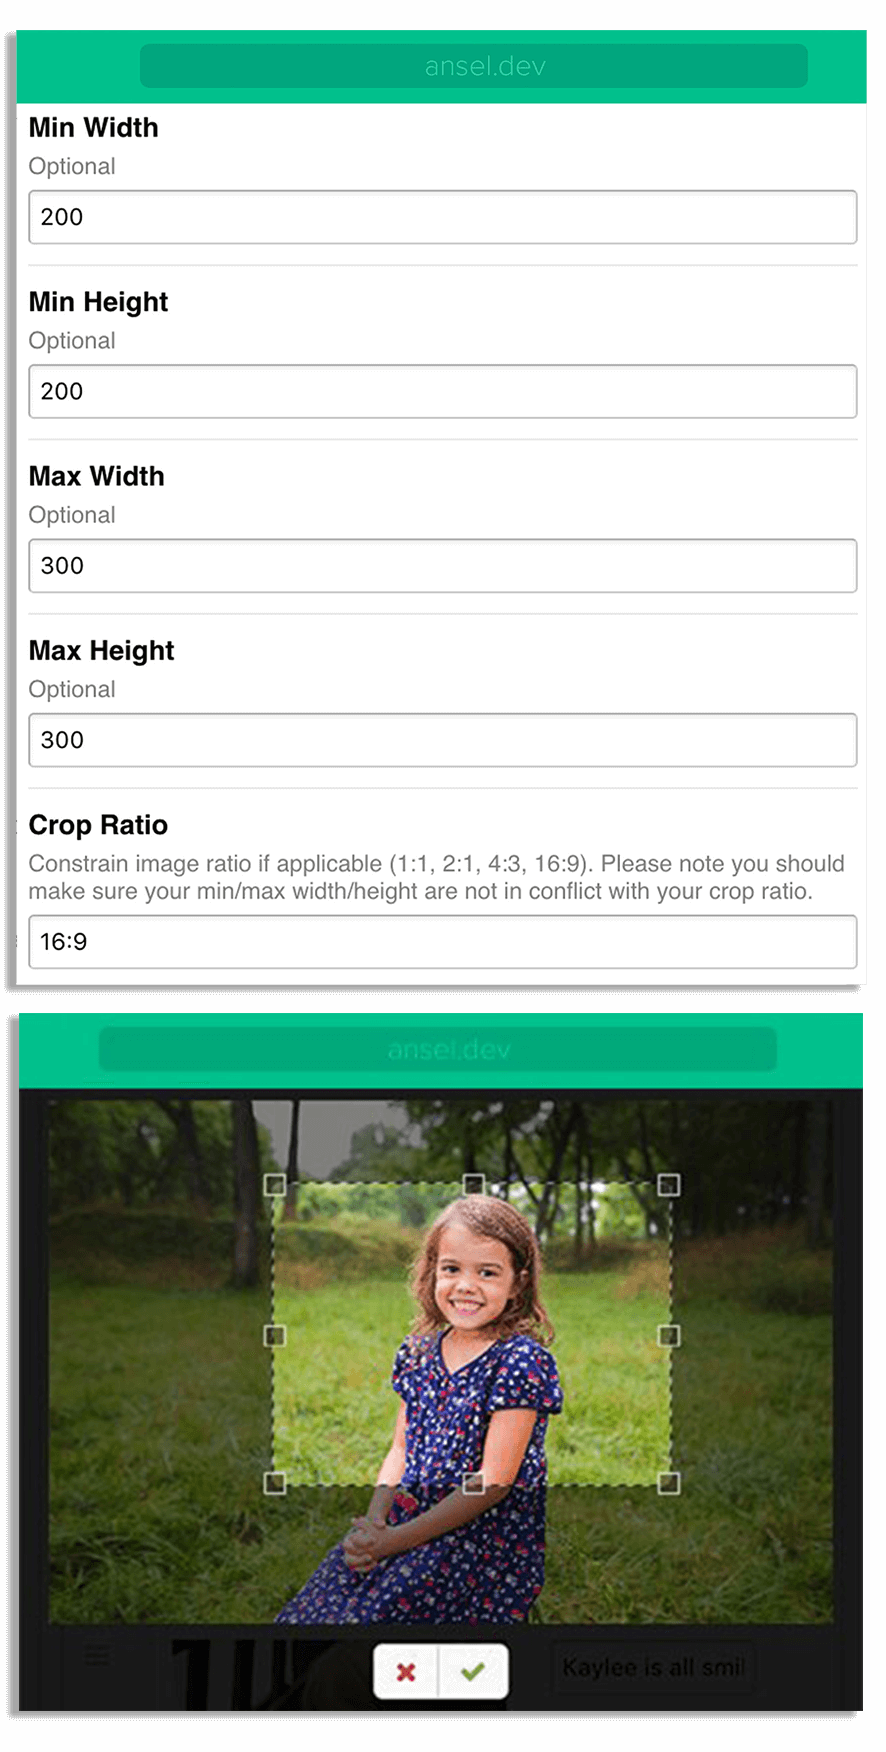 ansel.dev
Min Width
Optional
200
Min Height
Optional
200
Max Width
Optional
300
Max Height
Optional
300
Crop Ratio
Constrain image ratio if applicable (1:1, 2:1, 4:3, 16:9). Please note you should
make sure your min/max width/height are not in conflict with your crop ratio.
16:9
ansel.dev
Kaylee is all smil